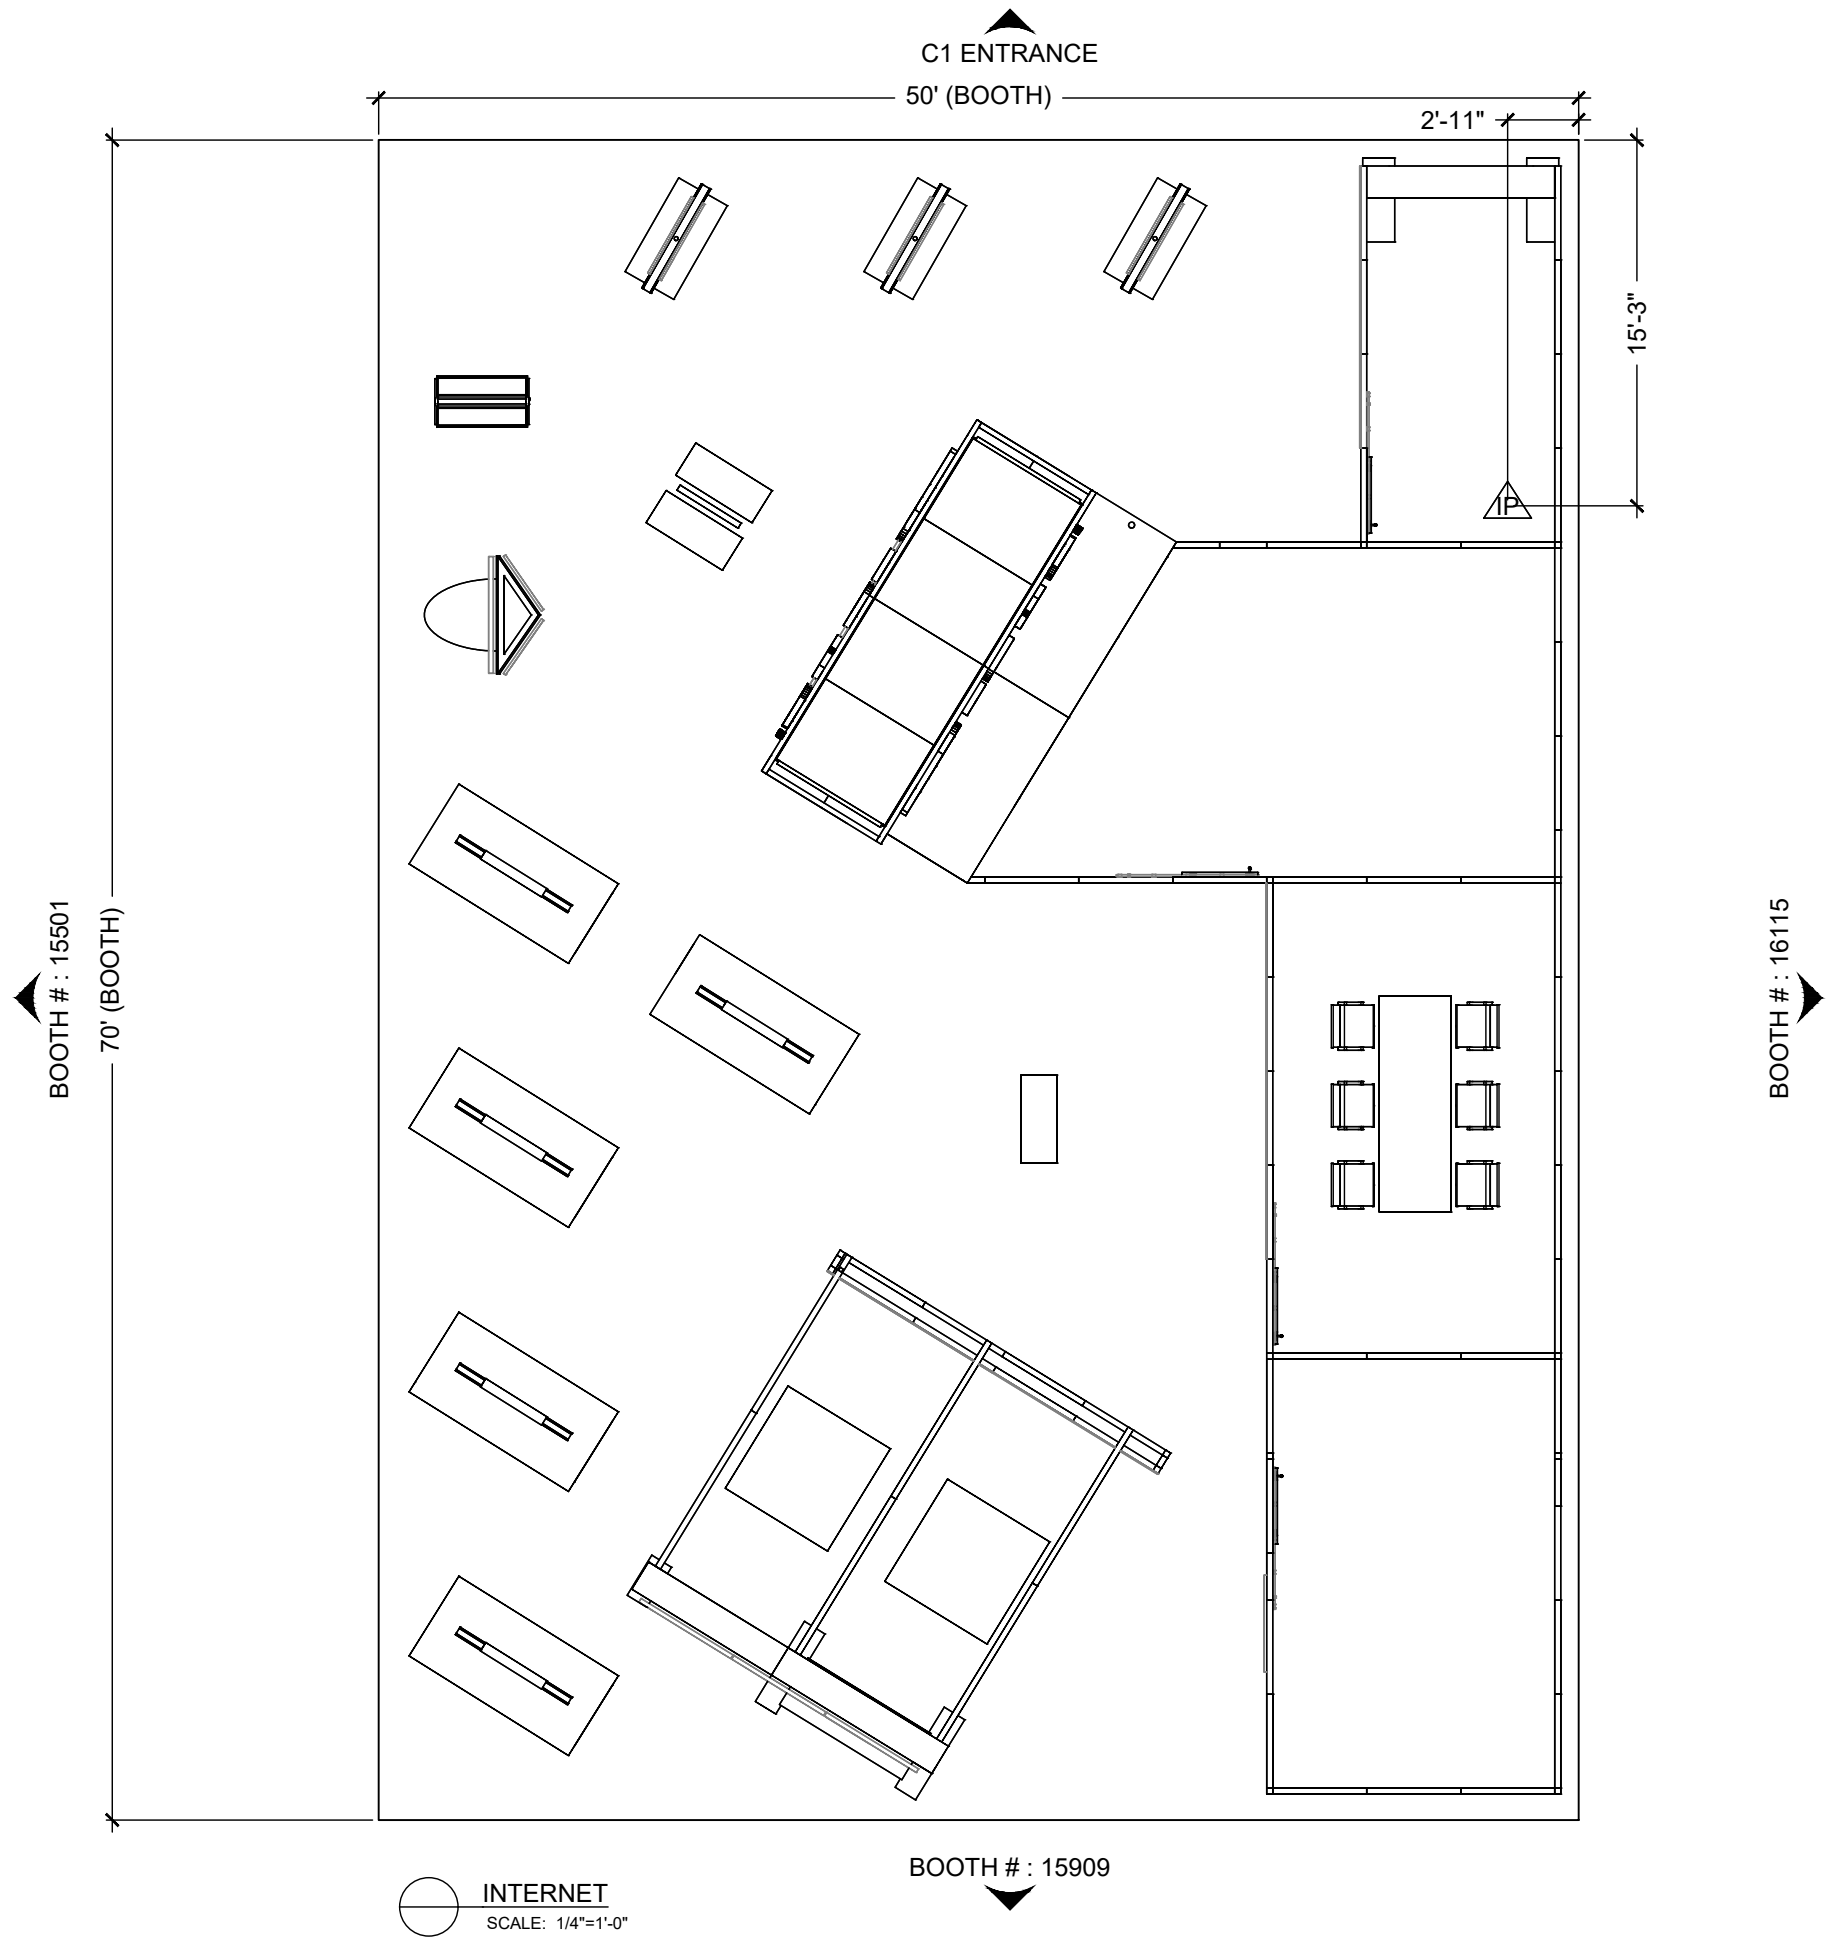 C1 ENTRANCE
50' (BOOTH)
2'-11"
15'-3"
IP
BOOTH # : 15501
70' (BOOTH)
BOOTH # : 16115
BOOTH # : 15909
INTERNET
SCALE: 1/4"=1'-0"